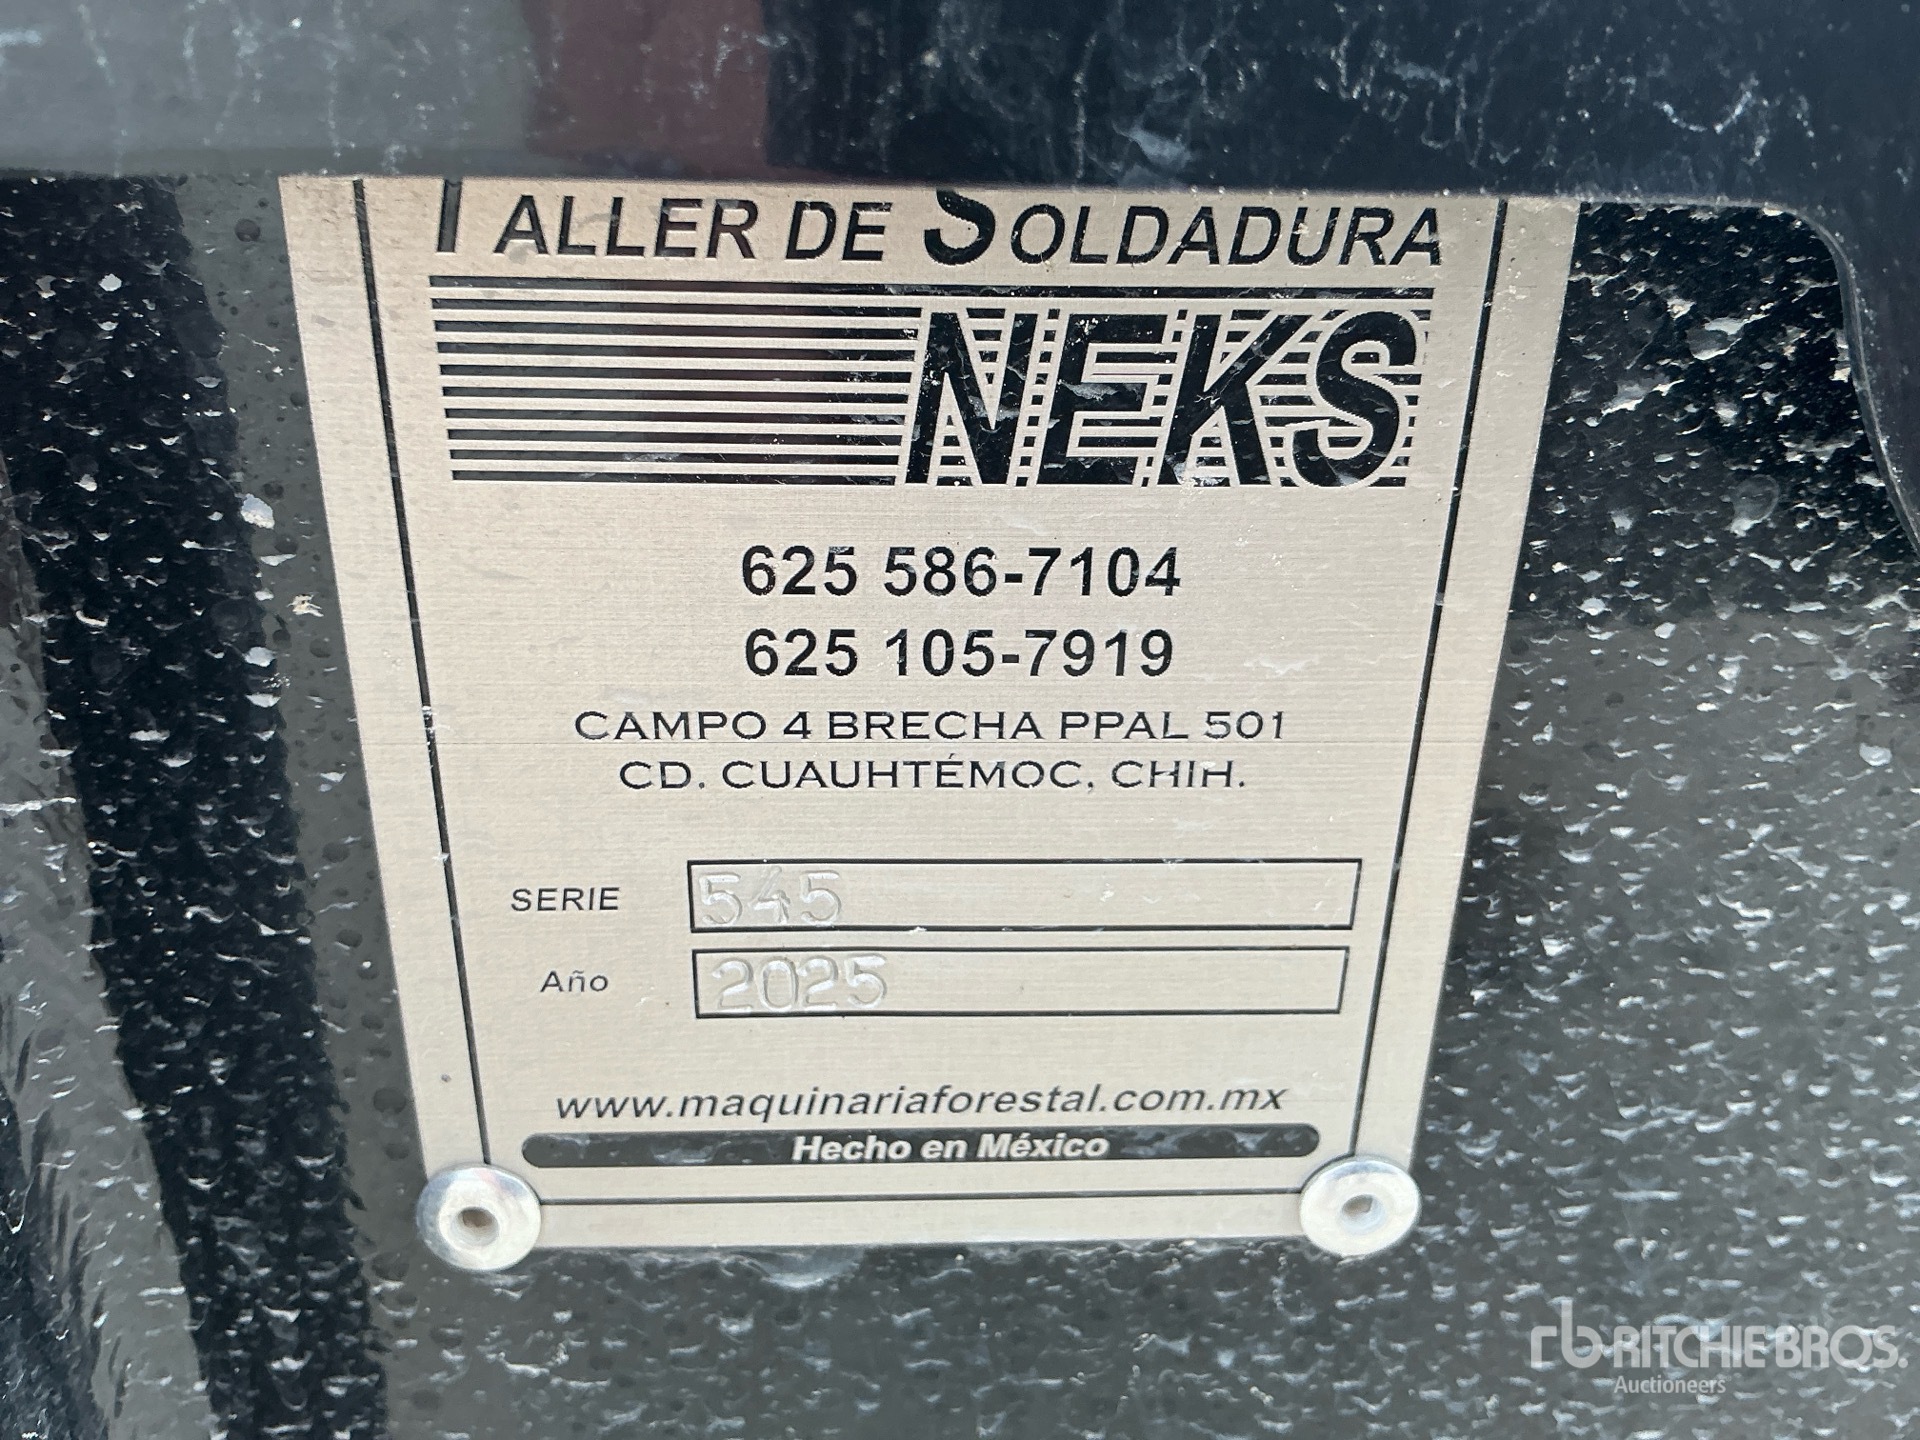 TALLER DE SOLDADURA
NEKS
625 586-7104
625 105-7919
CAMPO 4 BRECHA PPAL 501
CD. CUAUHTÉMOC, CHIH.
SERIE 545
Año 2025
www.maquinariaforestal.com.mx
Hecho en México
rb RITCHIE BROS.
Auctioneers